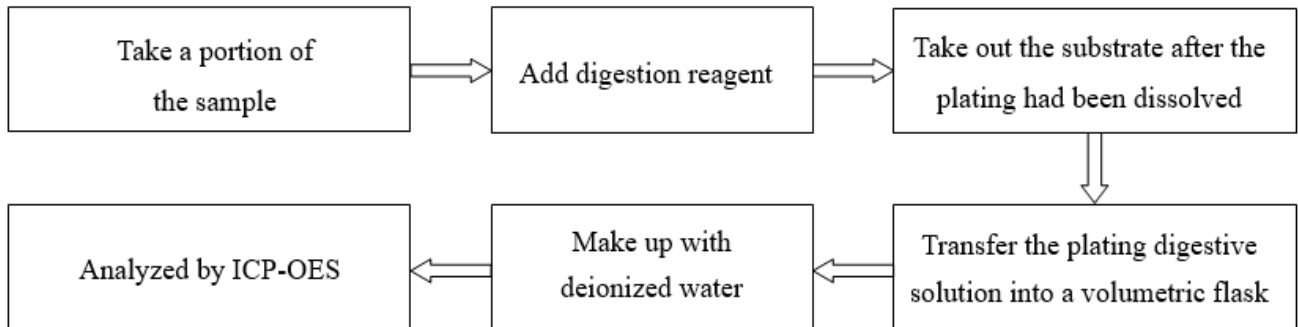 Take a portion of
the sample
Add digestion reagent
Take out the substrate after the
plating had been dissolved
Transfer the plating digestive
solution into a volumetric flask
Make up with
deionized water
Analyzed by ICP-OES